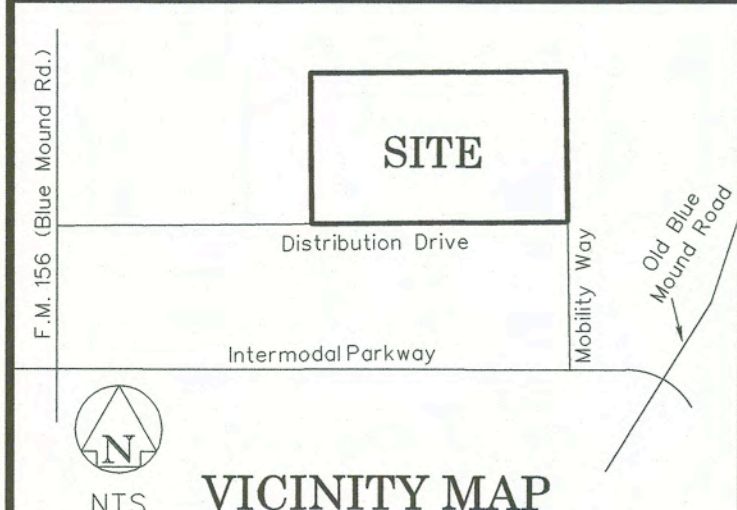 F.M. 156 (Blue Mound Rd.)
SITE
Distribution Drive
Mobility Way
Old Blue
Mound Road
Intermodal Parkway
N
NTS
VICINITY MAP